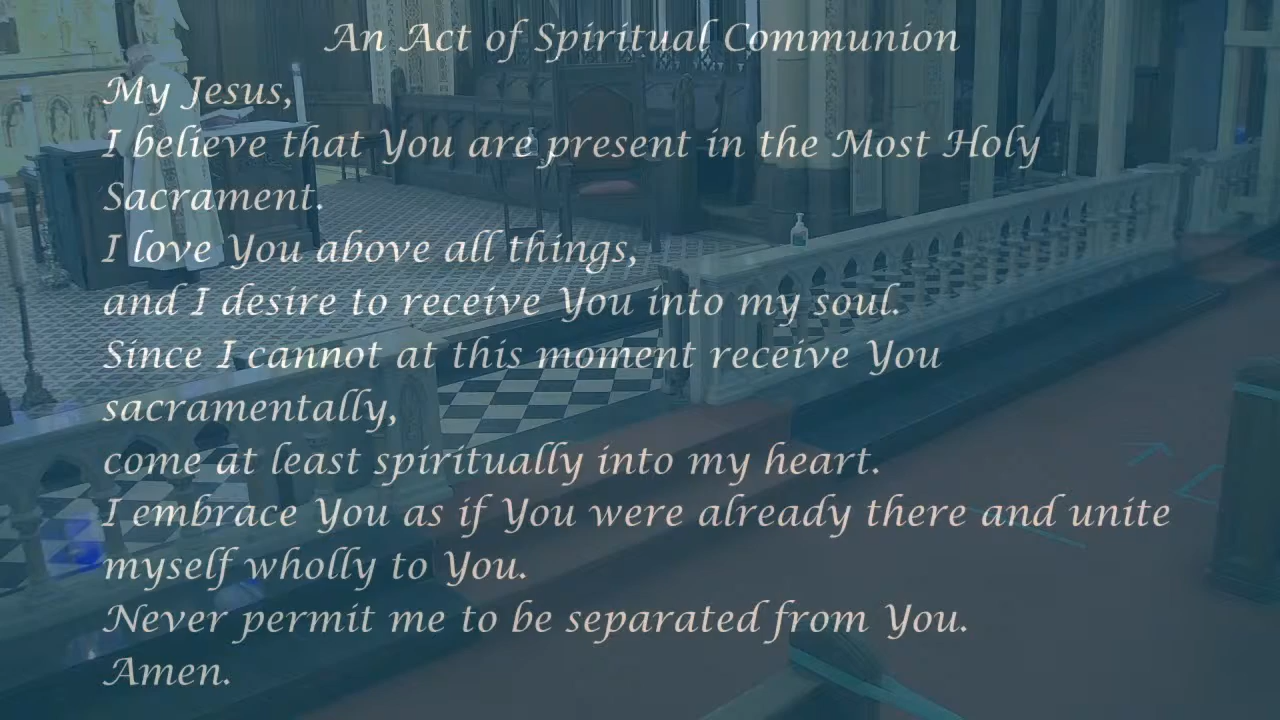 An Act of Spiritual Communion
My Jesus,
I believe that You are present in the Most Holy
Sacrament.
I love You above all things,
and I desire to receive You into my soul.
Since I cannot at this moment receive You
sacramentally,
come at least spiritually into my heart.
I embrace You as if You were already there and unite
myself wholly to You.
Never permit me to be separated from You.
Amen.